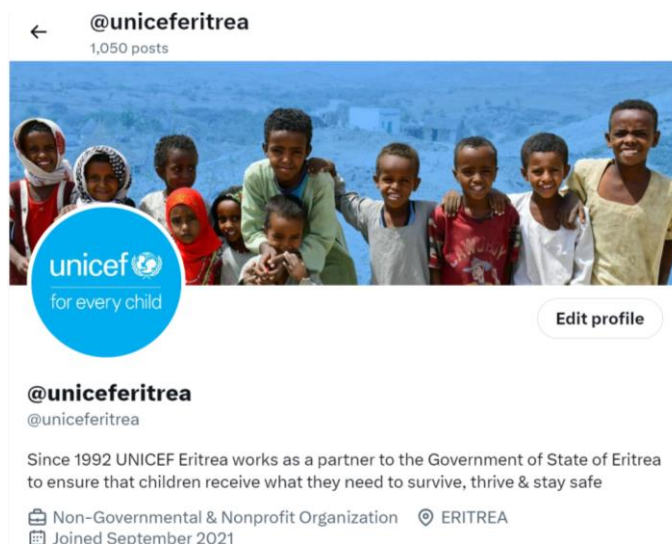 @uniceferitrea
1,050 posts
unicef
for every child
Edit profile
@uniceferitrea
@uniceferitrea
Since 1992 UNICEF Eritrea works as a partner to the Government of State of Eritrea
to ensure that children receive what they need to survive, thrive & stay safe
Non-Governmental & Nonprofit Organization ERITREA
Joined September 2021